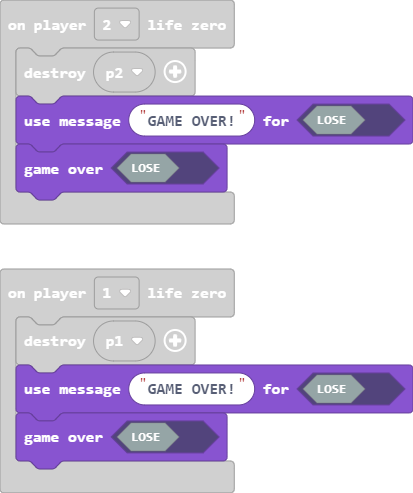 on player 2 life zero
destroy p2
use message "GAME OVER!" for LOSE
game over LOSE
on player 1 life zero
destroy p1
use message "GAME OVER!" for LOSE
game over LOSE